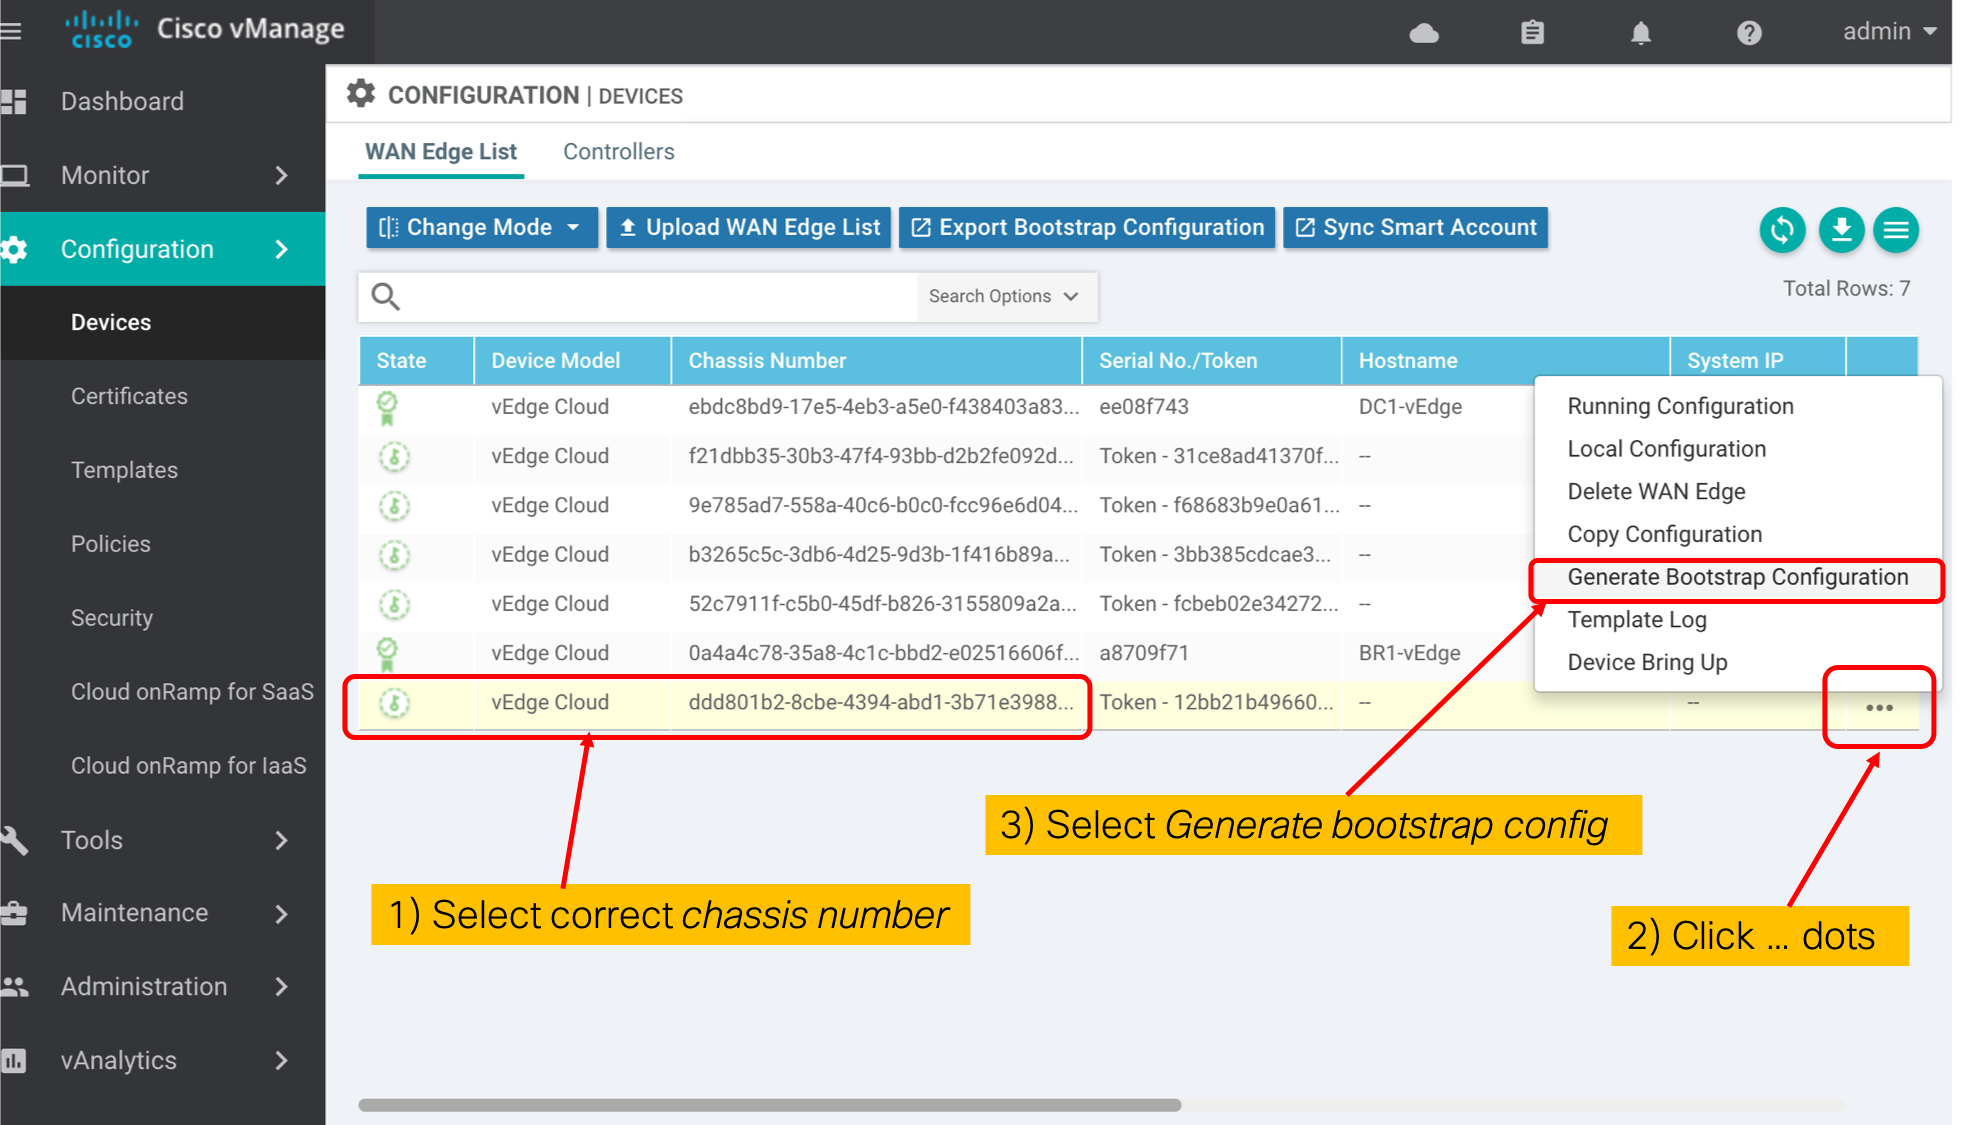 cisco Cisco vManage
admin
Dashboard
Monitor
Configuration
Devices
Certificates
Templates
Policies
Security
Cloud onRamp for SaaS
Cloud onRamp for IaaS
Tools
Maintenance
Administration
vAnalytics
CONFIGURATION | DEVICES
WAN Edge List Controllers
Change Mode Upload WAN Edge List Export Bootstrap Configuration Sync Smart Account
Search Options
Total Rows: 7
State Device Model Chassis Number Serial No./Token Hostname System IP
vEdge Cloud ebdc8bd9-17e5-4eb3-a5e0-f438403a83... ee08f743 DC1-vEdge
vEdge Cloud f21dbb35-30b3-47f4-93bb-d2b2fe092d... Token - 31ce8ad41370f... --
vEdge Cloud 9e785ad7-558a-40c6-b0c0-fcc96e6d04... Token - f68683b9e0a61... --
vEdge Cloud b3265c5c-3db6-4d25-9d3b-1f416b89a... Token - 3bb385cdcae3... --
vEdge Cloud 52c7911f-c5b0-45df-b826-3155809a2a... Token - fcbeb02e34272... --
vEdge Cloud 0a4a4c78-35a8-4c1c-bbd2-e02516606f... a8709f71 BR1-vEdge
vEdge Cloud ddd801b2-8cbe-4394-abd1-3b71e3988... Token - 12bb21b49660... -- -- •••
Running Configuration
Local Configuration
Delete WAN Edge
Copy Configuration
Generate Bootstrap Configuration
Template Log
Device Bring Up
3) Select Generate bootstrap config
1) Select correct chassis number
2) Click ... dots